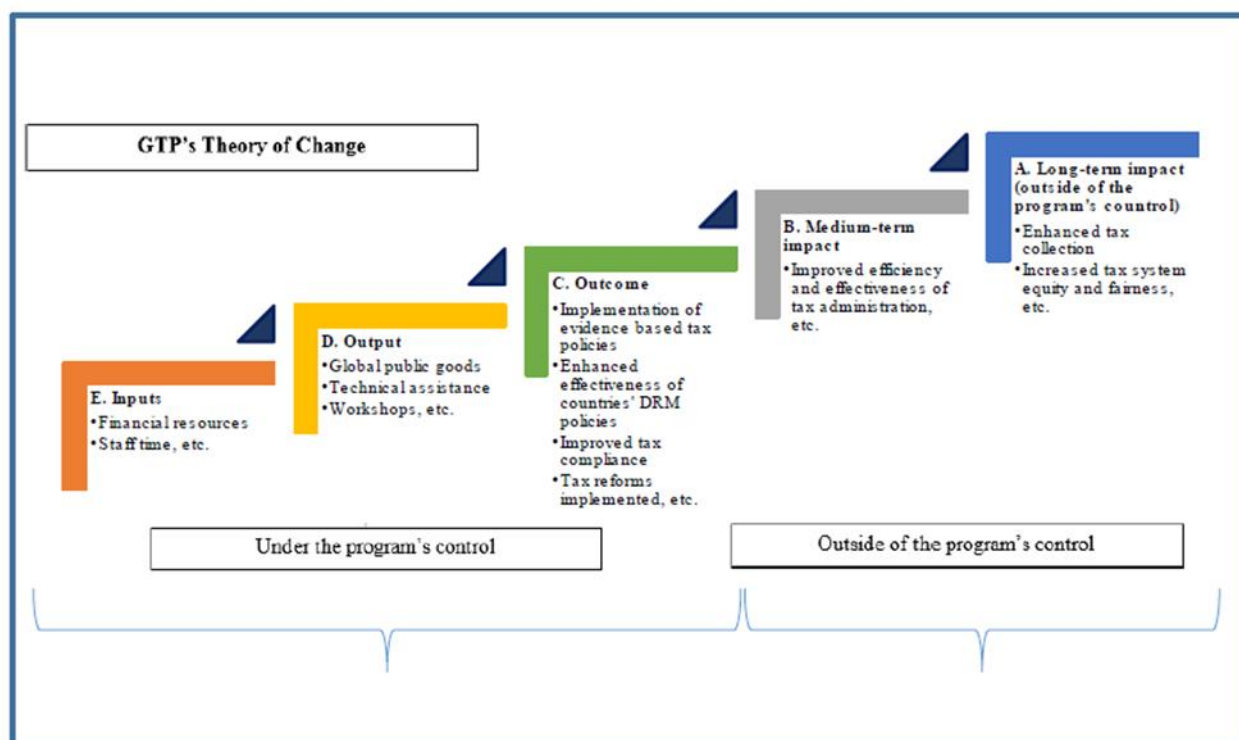 GTP's Theory of Change
E. Inputs
•Financial resources
•Staff time, etc.
D. Output
•Global public goods
•Technical assistance
•Workshops, etc.
C. Outcome
•Implementation of
evidence based tax
policies
•Enhanced
effectiveness of
countries' DRM
policies
•Improved tax
compliance
•Tax reforms
implemented, etc.
B. Medium-term
impact
•Improved efficiency
and effectiveness of
tax administration,
etc.
A. Long-term impact
(outside of the
program's countrol)
•Enhanced tax
collection
•Increased tax system
equity and fairness,
etc.
Under the program's control
Outside of the program's control